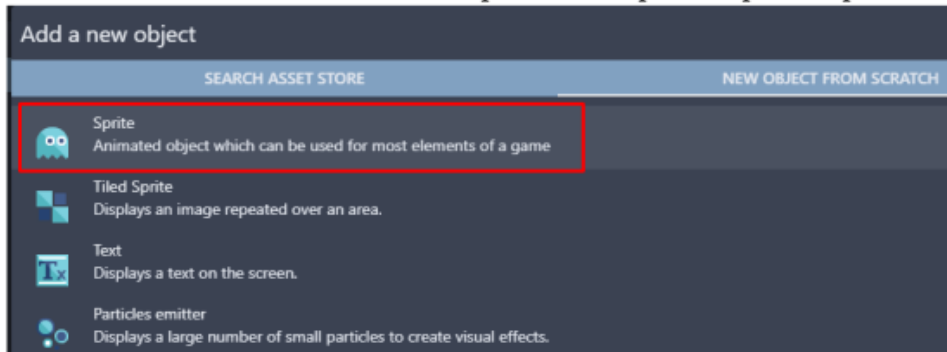 Add a new object
SEARCH ASSET STORE
NEW OBJECT FROM SCRATCH
Sprite
Animated object which can be used for most elements of a game
Tiled Sprite
Displays an image repeated over an area.
Text
Displays a text on the screen.
Tx
Particles emitter
Displays a large number of small particles to create visual effects.